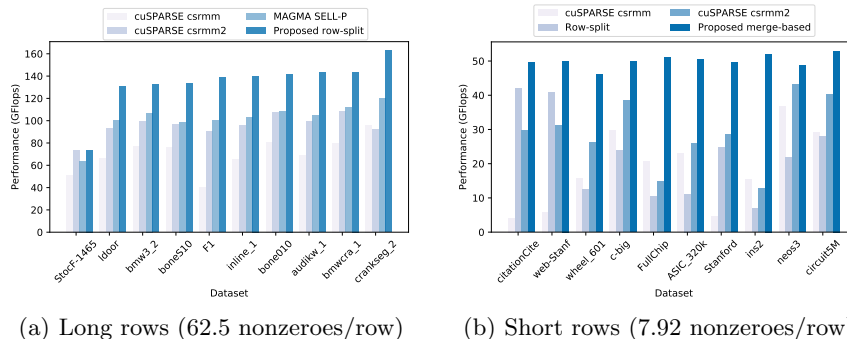 cuSPARSE csrmm
cuSPARSE csrmm2
MAGMA SELL-P
Proposed row-split
Performance (GFlops)
160
140
120
100
80
60
40
20
0
StocF-1465
ldoor
bmw3_2
boneS10
F1
inline_1
bone010
audikw_1
bmwcra_1
crankseg_2
Dataset
(a) Long rows (62.5 nonzeroes/row)
cuSPARSE csrmm
Row-split
cuSPARSE csrmm2
Proposed merge-based
Performance (GFlops)
50
40
30
20
10
0
citationCite
web-Stanf
wheel_601
c-big
FullChip
ASIC_320k
Stanford
ins2
neos3
circuit5M
Dataset
(b) Short rows (7.92 nonzeroes/row